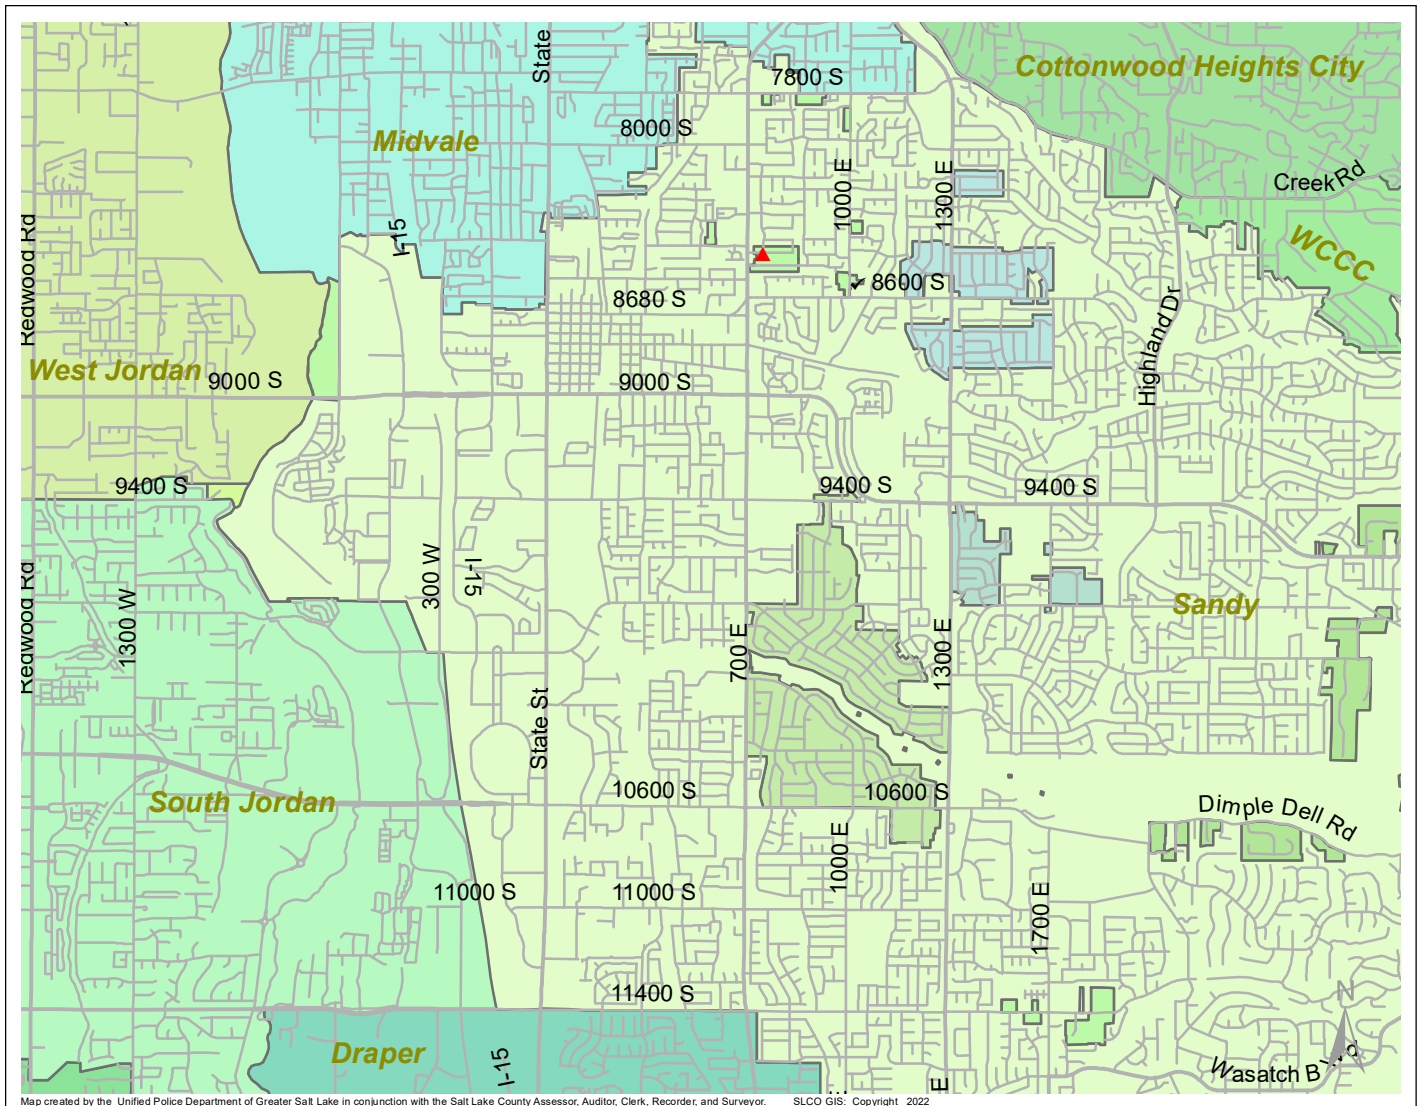 State
7800 S
Cottonwood Heights City
Midvale
8000 S
1000 E
1300 E
Creek Rd
Redwood Rd
I-15
WCCC
8600 S
8680 S
Highland Dr
West Jordan
9000 S
9000 S
9400 S
9400 S
9400 S
300 W
I-15
Redwood Rd
1300 W
Sandy
700 E
1300 E
State St
10600 S
10600 S
South Jordan
Dimple Dell Rd
1000 E
11000 S
11000 S
1700 E
11400 S
N
Draper
I-15
E
Wasatch Blvd
Map created by the Unified Police Department of Greater Salt Lake in conjunction with the Salt Lake County Assessor, Auditor, Clerk, Recorder, and Surveyor. SLCO GIS: Copyright 2022